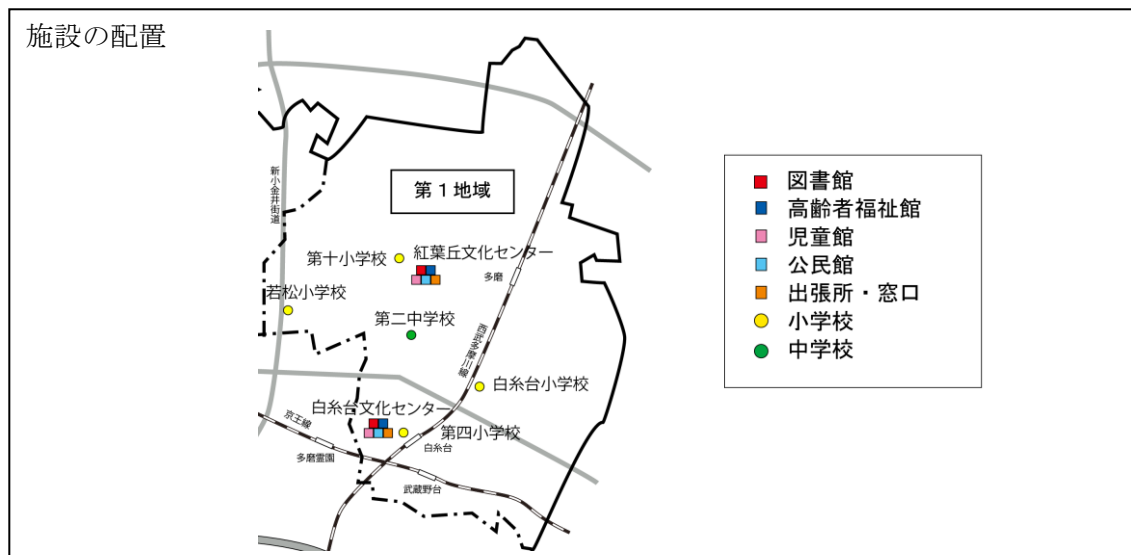 施設の配置
新小金井街道
第1地域
第十小学校
紅葉丘文化センター
多磨
若松小学校
第二中学校
西武多摩川線
白糸台小学校
白糸台文化センター
京王線
第四小学校
白糸台
多磨霊園
武蔵野台
図書館
高齢者福祉館
児童館
公民館
出張所・窓口
小学校
中学校